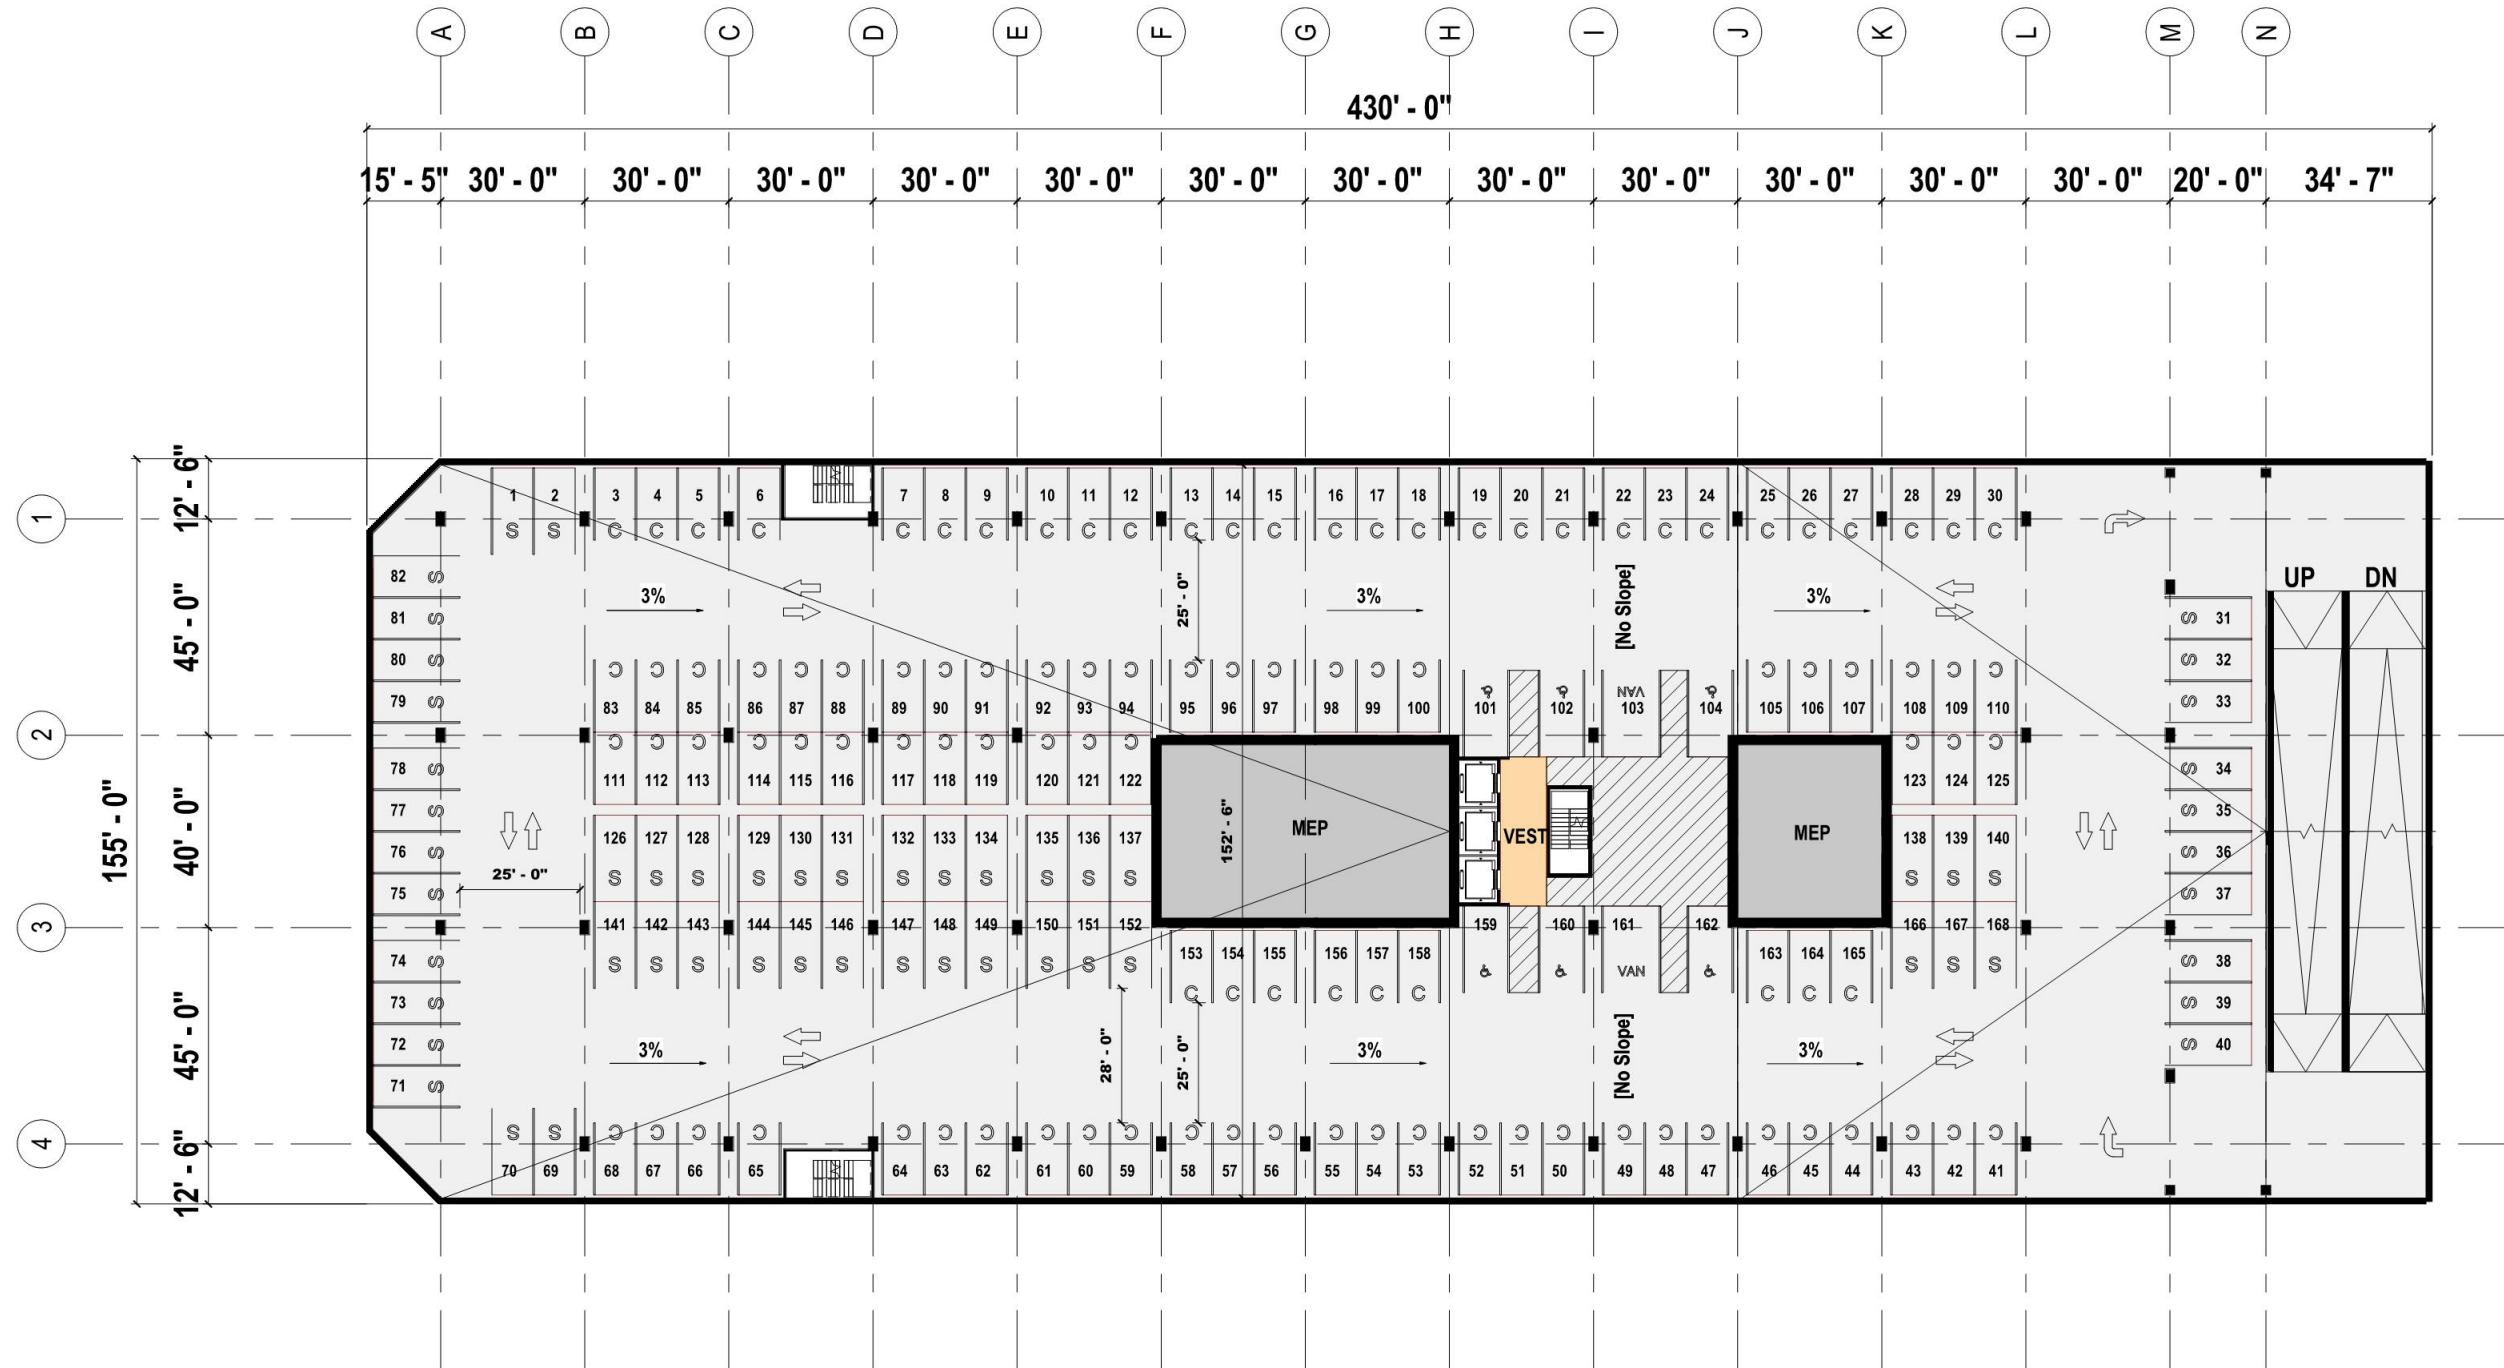 A B C D E F G H I J K L M N
430' - 0"
15' - 5" 30' - 0" 30' - 0" 30' - 0" 30' - 0" 30' - 0" 30' - 0" 30' - 0" 30' - 0" 30' - 0" 30' - 0" 30' - 0" 30' - 0" 20' - 0" 34' - 7"
155' - 0"
12' - 6"
45' - 0"
40' - 0"
45' - 0"
12' - 6"
1
2
3
4
1 2 3 4 5 6 7 8 9 10 11 12 13 14 15 16 17 18 19 20 21 22 23 24 25 26 27 28 29 30
S S C C C C C C C C C C C C C C C C C C C C C C C C C C C C
82 S
81 S
80 S
79 S
78 S
77 S
76 S
75 S
74 S
73 S
72 S
71 S
3% 25' - 0" 3% [No Slope] 3%
UP DN
S 31
S 32
S 33
S 34
S 35
S 36
S 37
S 38
S 39
S 40
C C C C C C C C C C C C C C C C C C VAN C C C C C C
83 84 85 86 87 88 89 90 91 92 93 94 95 96 97 98 99 100 101 102 103 104 105 106 107 108 109 110
C C C C C C C C C C C C C C C
111 112 113 114 115 116 117 118 119 120 121 122 123 124 125
152' - 6" MEP VEST MEP
126 127 128 129 130 131 132 133 134 135 136 137 138 139 140
25' - 0"
S S S S S S S S S S S S S S S
141 142 143 144 145 146 147 148 149 150 151 152 159 160 161 162 166 167 168
153 154 155 156 157 158 163 164 165
S S S S S S S S S S S S VAN S S S
C C C C C C C C C
3% 28' - 0" 25' - 0" 3% [No Slope] 3%
S S C C C C C C C C C C C C C C C C C C C C C C C C C C C C
70 69 68 67 66 65 64 63 62 61 60 59 58 57 56 55 54 53 52 51 50 49 48 47 46 45 44 43 42 41